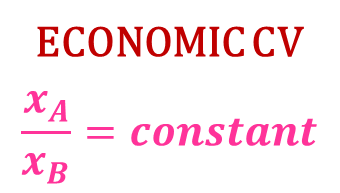 ECONOMIC CV
x_A / x_B = constant